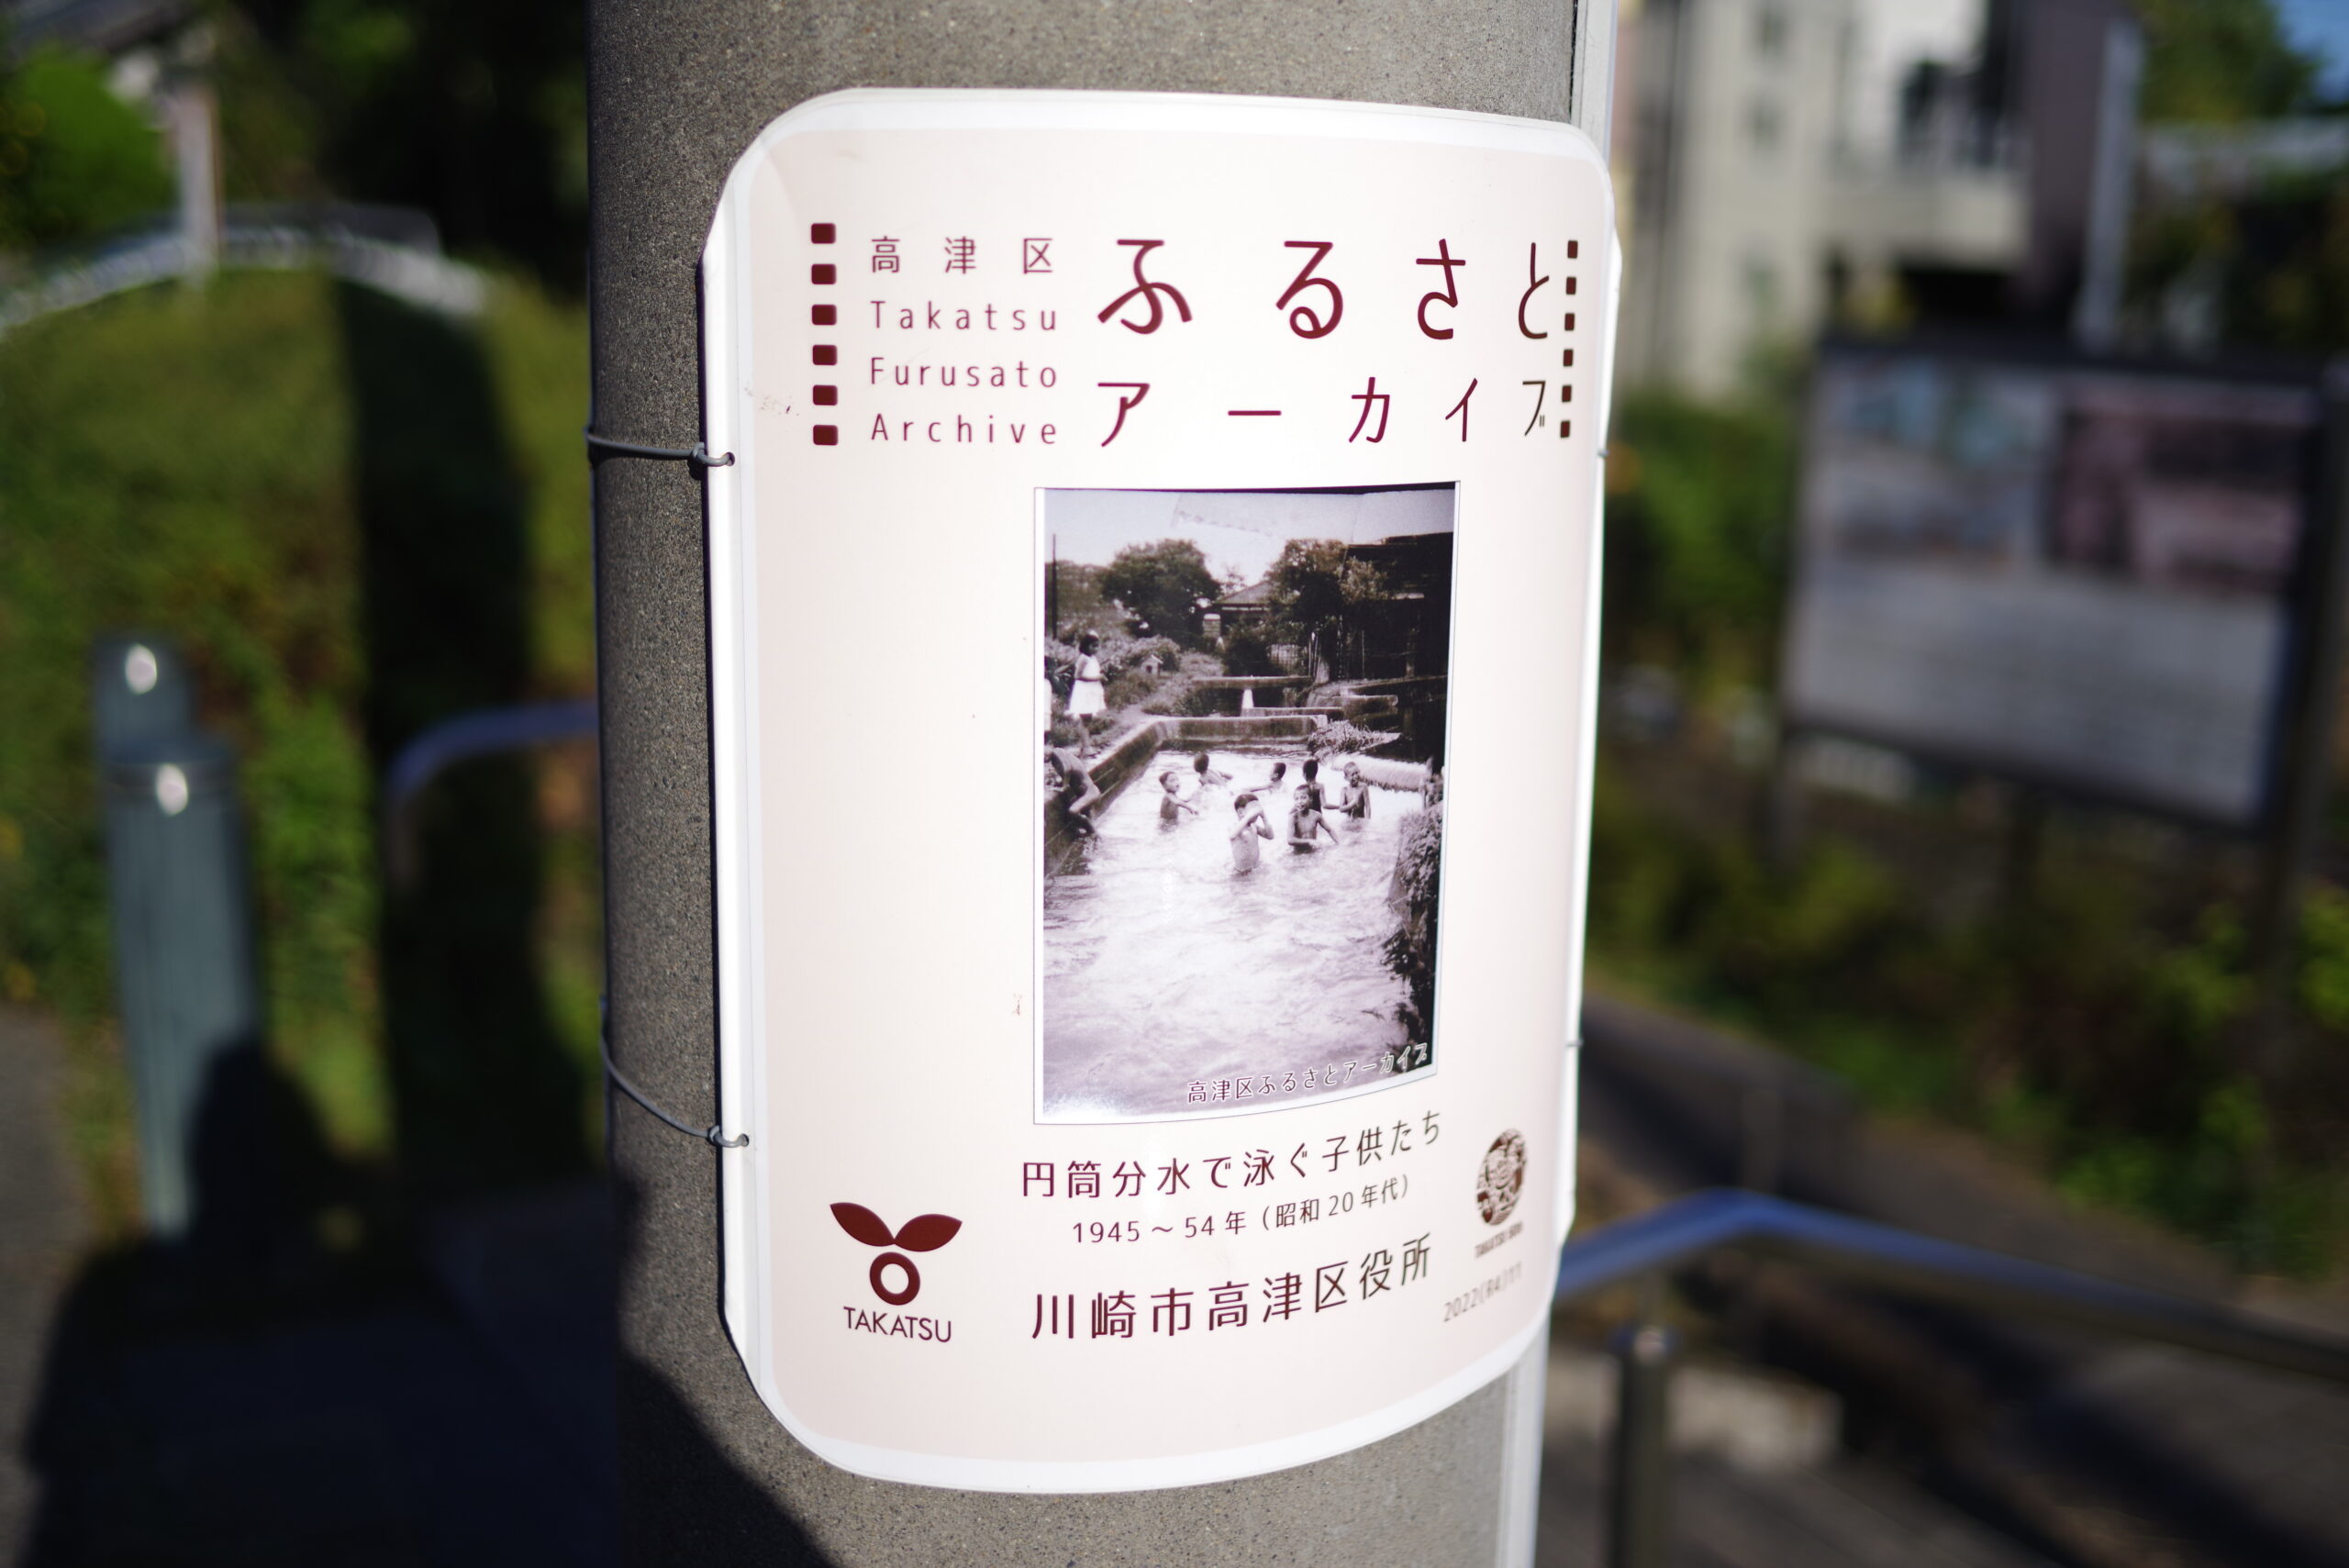 高津区
Takatsu
Furusato
Archive
ふるさと
アーカイブ
高津区ふるさとアーカイブ
円筒分水で泳ぐ子供たち
1945～54年（昭和20年代）
川崎市高津区役所
TAKATSU
2022(R4)11